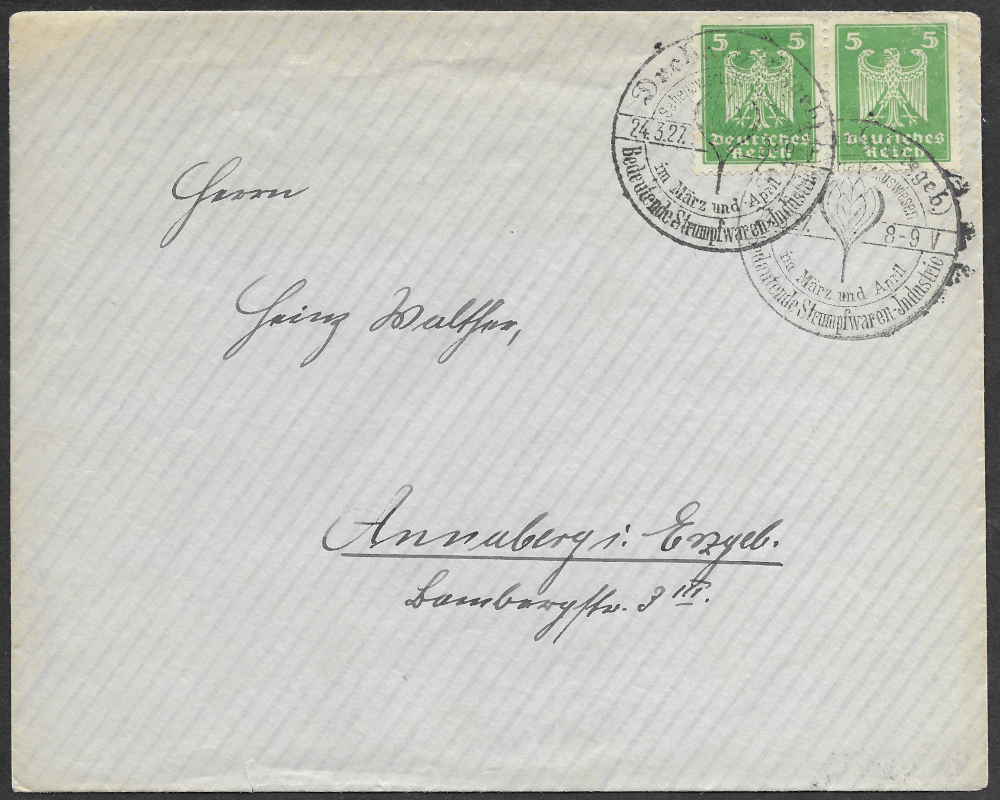 5 5 5 5
Deutsches Reich Deutsches Reich
24.3.27.
im März und April
Bedeutende Strumpfwaren-Industrie
8-9 V
im März und April
Bedeutende Strumpfwaren-Industrie
Herrn
Heinz Walther,
Annaberg i. Erzgeb.
Bambergstr. 3 III.